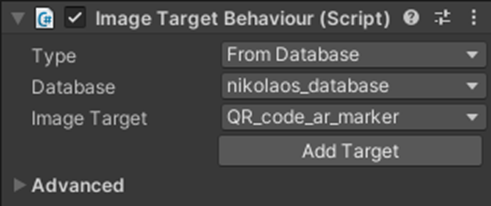 Image Target Behaviour (Script)
Type From Database
Database nikolaos_database
Image Target QR_code_ar_marker
Add Target
Advanced